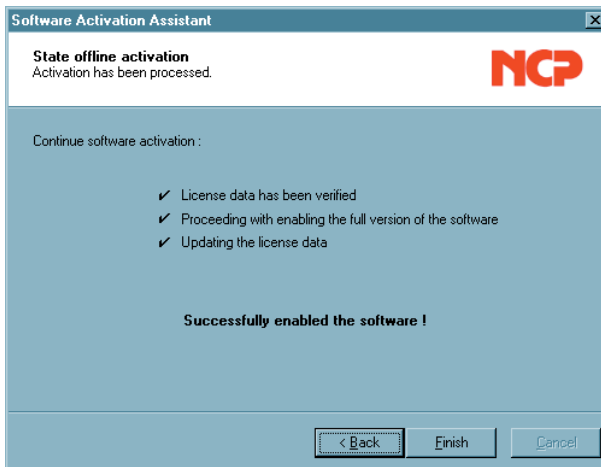 Software Activation Assistant
State offline activation
Activation has been processed.
NCP
Continue software activation :
✔ License data has been verified
✔ Proceeding with enabling the full version of the software
✔ Updating the license data
Successfully enabled the software !
< Back Finish Cancel